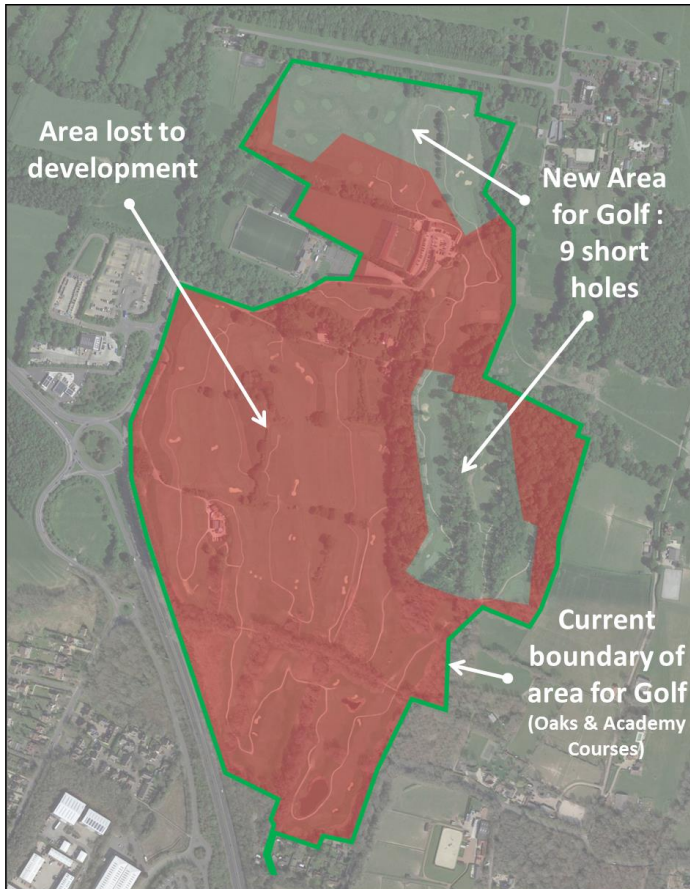 Area lost to
development
New Area
for Golf :
9 short
holes
Current
boundary of
area for Golf
(Oaks & Academy
Courses)